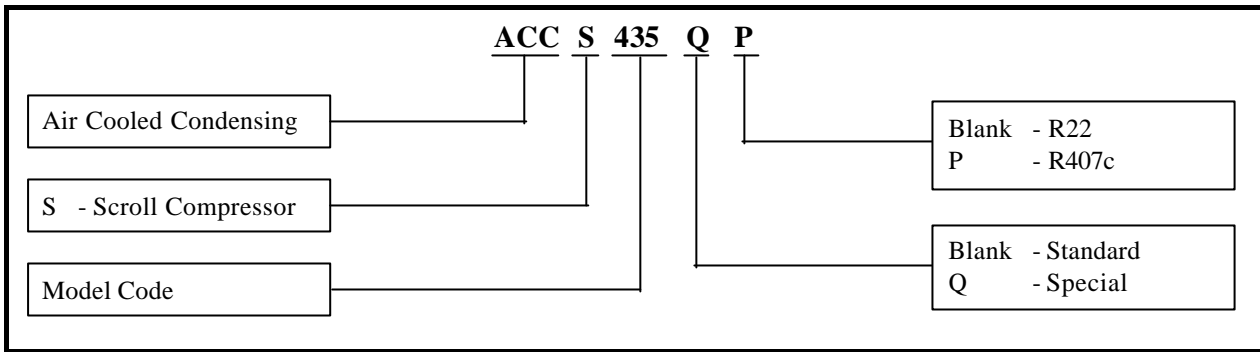 ACC S 435 Q P
Air Cooled Condensing
S - Scroll Compressor
Model Code
Blank - R22
P - R407c
Blank - Standard
Q - Special